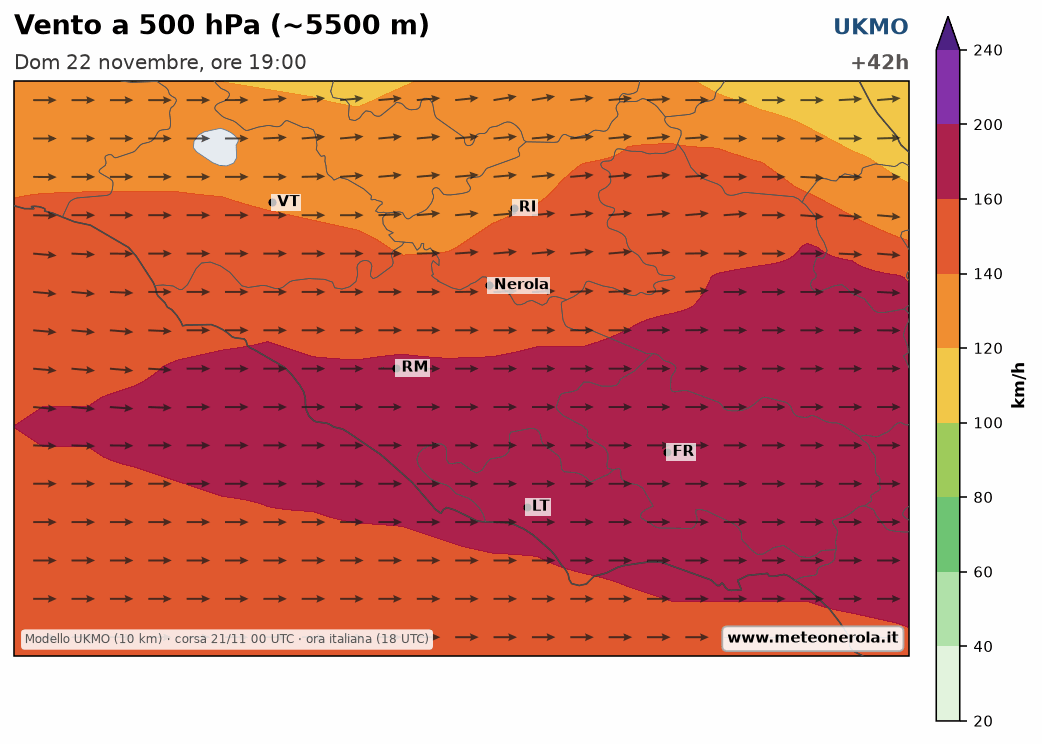 Vento a 500 hPa (~5500 m)
UKMO
Dom 22 novembre, ore 19:00
+42h
VT
RI
Nerola
RM
FR
LT
240
200
160
140
120
100
80
60
40
20
km/h
Modello UKMO (10 km) · corsa 21/11 00 UTC · ora italiana (18 UTC)
www.meteonerola.it